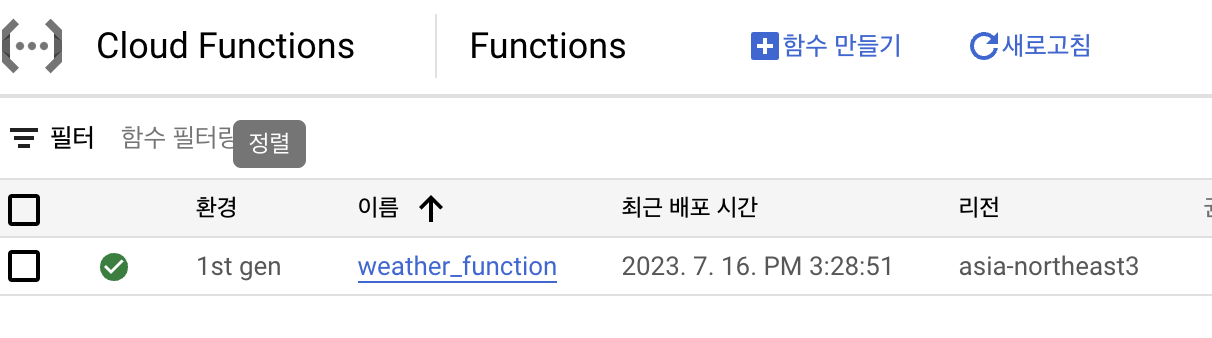 Cloud Functions Functions 함수 만들기 새로고침
필터 함수 필터링
정렬
환경 이름 최근 배포 시간 리전
1st gen weather_function 2023. 7. 16. PM 3:28:51 asia-northeast3